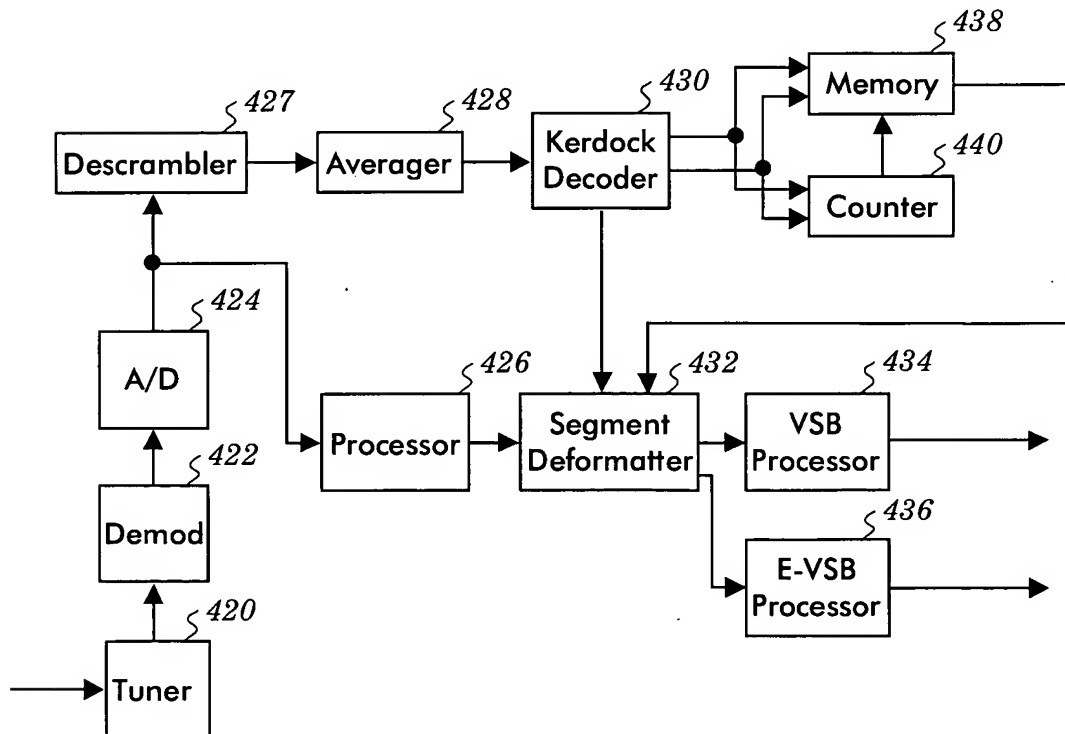 438
Memory
427
428
430
Descrambler
Averager
Kerdock
Decoder
440
Counter
424
A/D
426
432
434
Processor
Segment
Deformatter
VSB
Processor
422
Demod
436
E-VSB
Processor
420
Tuner